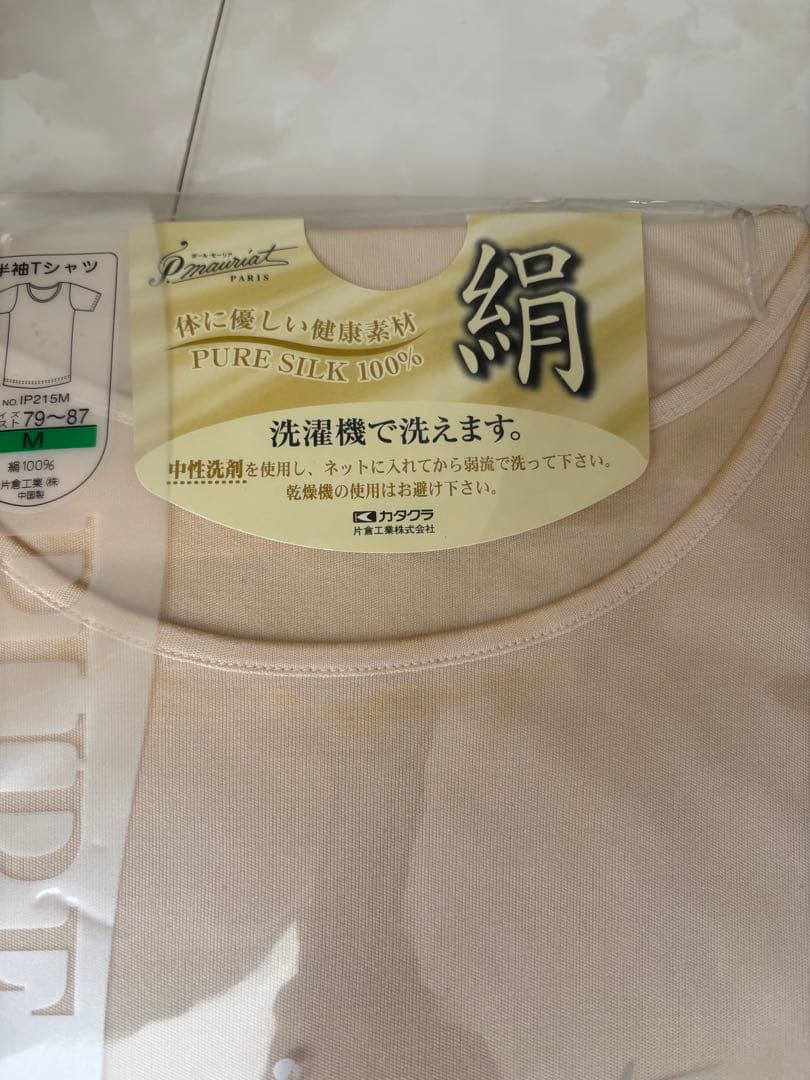 半袖Tシャツ
NO. IP215M
79〜87
M
絹100%
片倉工業(株)
中国製
ポール・モーリア
P. mauriat
PARIS
体に優しい健康素材
PURE SILK 100%
絹
洗濯機で洗えます。
中性洗剤を使用し、ネットに入れてから弱流で洗って下さい。
乾燥機の使用はお避け下さい。
カタクラ
片倉工業株式会社
PURE